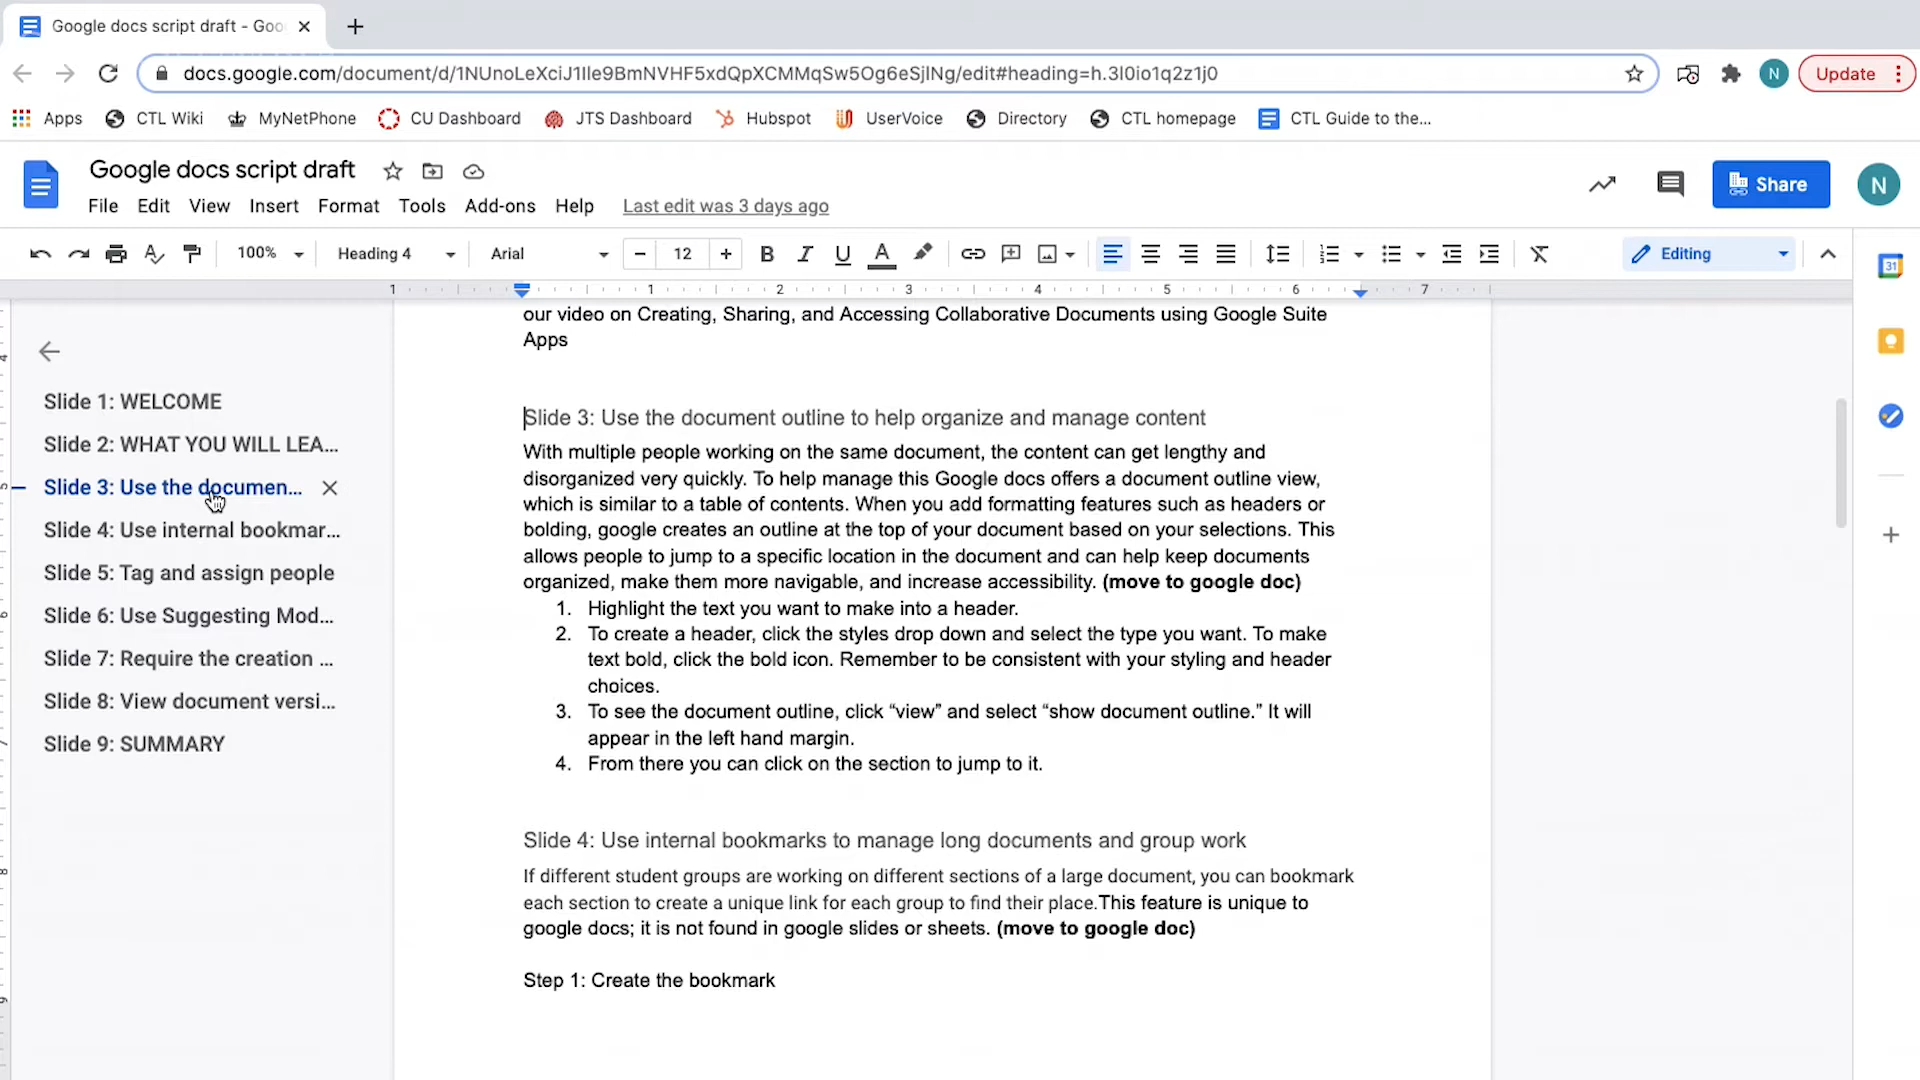 Google docs script draft - Goo
docs.google.com/document/d/1NUnoLeXciJ1lle9BmNVHF5xdQpXCMMqSw5Og6eSjlNg/edit#heading=h.3l0io1q2z1j0
N
Update
Apps
CTL Wiki
MyNetPhone
CU Dashboard
JTS Dashboard
Hubspot
UserVoice
Directory
CTL homepage
CTL Guide to the...
Google docs script draft
File Edit View Insert Format Tools Add-ons Help Last edit was 3 days ago
Share
N
100% Heading 4 Arial - 12 + B I U A Editing
31
1 1 2 3 4 5 6 7
Slide 1: WELCOME
Slide 2: WHAT YOU WILL LEA...
Slide 3: Use the documen...
Slide 4: Use internal bookmar...
Slide 5: Tag and assign people
Slide 6: Use Suggesting Mod...
Slide 7: Require the creation ...
Slide 8: View document versi...
Slide 9: SUMMARY
our video on Creating, Sharing, and Accessing Collaborative Documents using Google Suite
Apps
Slide 3: Use the document outline to help organize and manage content
With multiple people working on the same document, the content can get lengthy and
disorganized very quickly. To help manage this Google docs offers a document outline view,
which is similar to a table of contents. When you add formatting features such as headers or
bolding, google creates an outline at the top of your document based on your selections. This
allows people to jump to a specific location in the document and can help keep documents
organized, make them more navigable, and increase accessibility. (move to google doc)
1. Highlight the text you want to make into a header.
2. To create a header, click the styles drop down and select the type you want. To make
text bold, click the bold icon. Remember to be consistent with your styling and header
choices.
3. To see the document outline, click “view” and select “show document outline.” It will
appear in the left hand margin.
4. From there you can click on the section to jump to it.
Slide 4: Use internal bookmarks to manage long documents and group work
If different student groups are working on different sections of a large document, you can bookmark
each section to create a unique link for each group to find their place.This feature is unique to
google docs; it is not found in google slides or sheets. (move to google doc)
Step 1: Create the bookmark